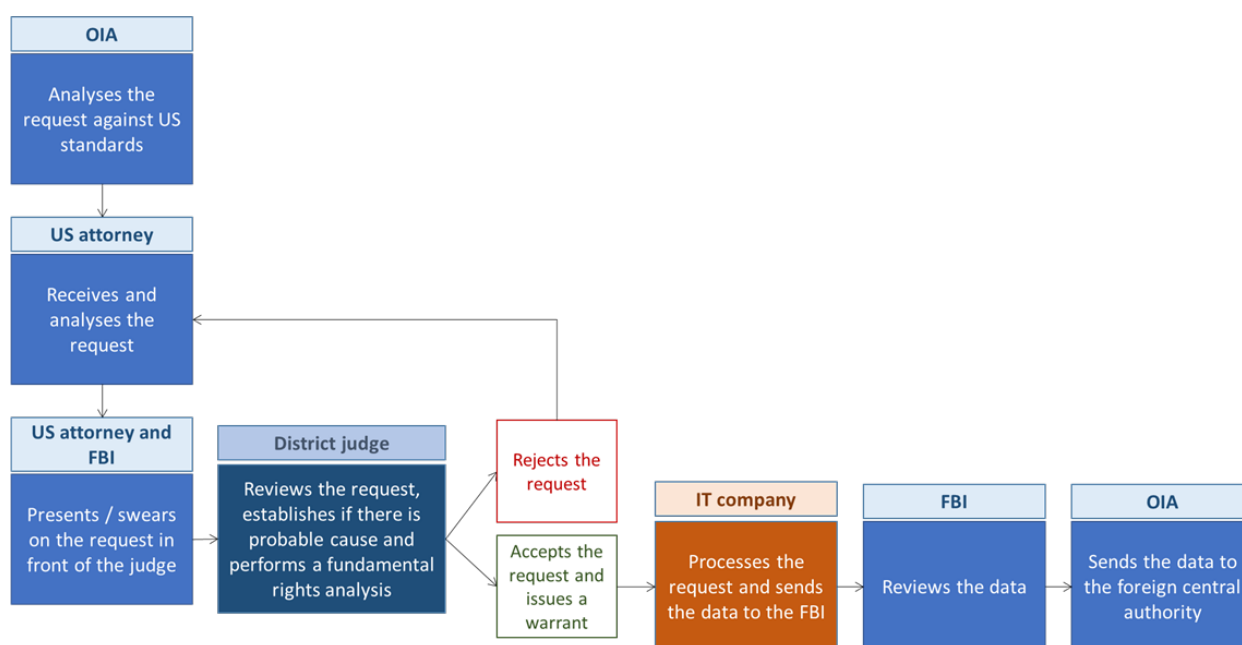 OIA
Analyses the
request against US
standards
US attorney
Receives and
analyses the
request
US attorney and
FBI
Presents / swears
on the request in
front of the judge
District judge
Reviews the request,
establishes if there is
probable cause and
performs a fundamental
rights analysis
Rejects the
request
Accepts the
request and
issues a
warrant
IT company
Processes the
request and sends
the data to the FBI
FBI
Reviews the data
OIA
Sends the data to
the foreign central
authority